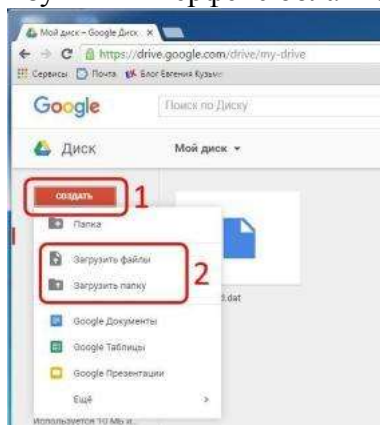 Мой диск – Google Диск
https://drive.google.com/drive/my-drive
Сервисы Почта Блог Евгения
Google Поиск по Диску
Диск Мой диск
СОЗДАТЬ 1
Папка
Загрузить файлы
2
Загрузить папку
.dat
Google Документы
Google Таблицы
Google Презентации
Ещё
Используется 10 МБ и..